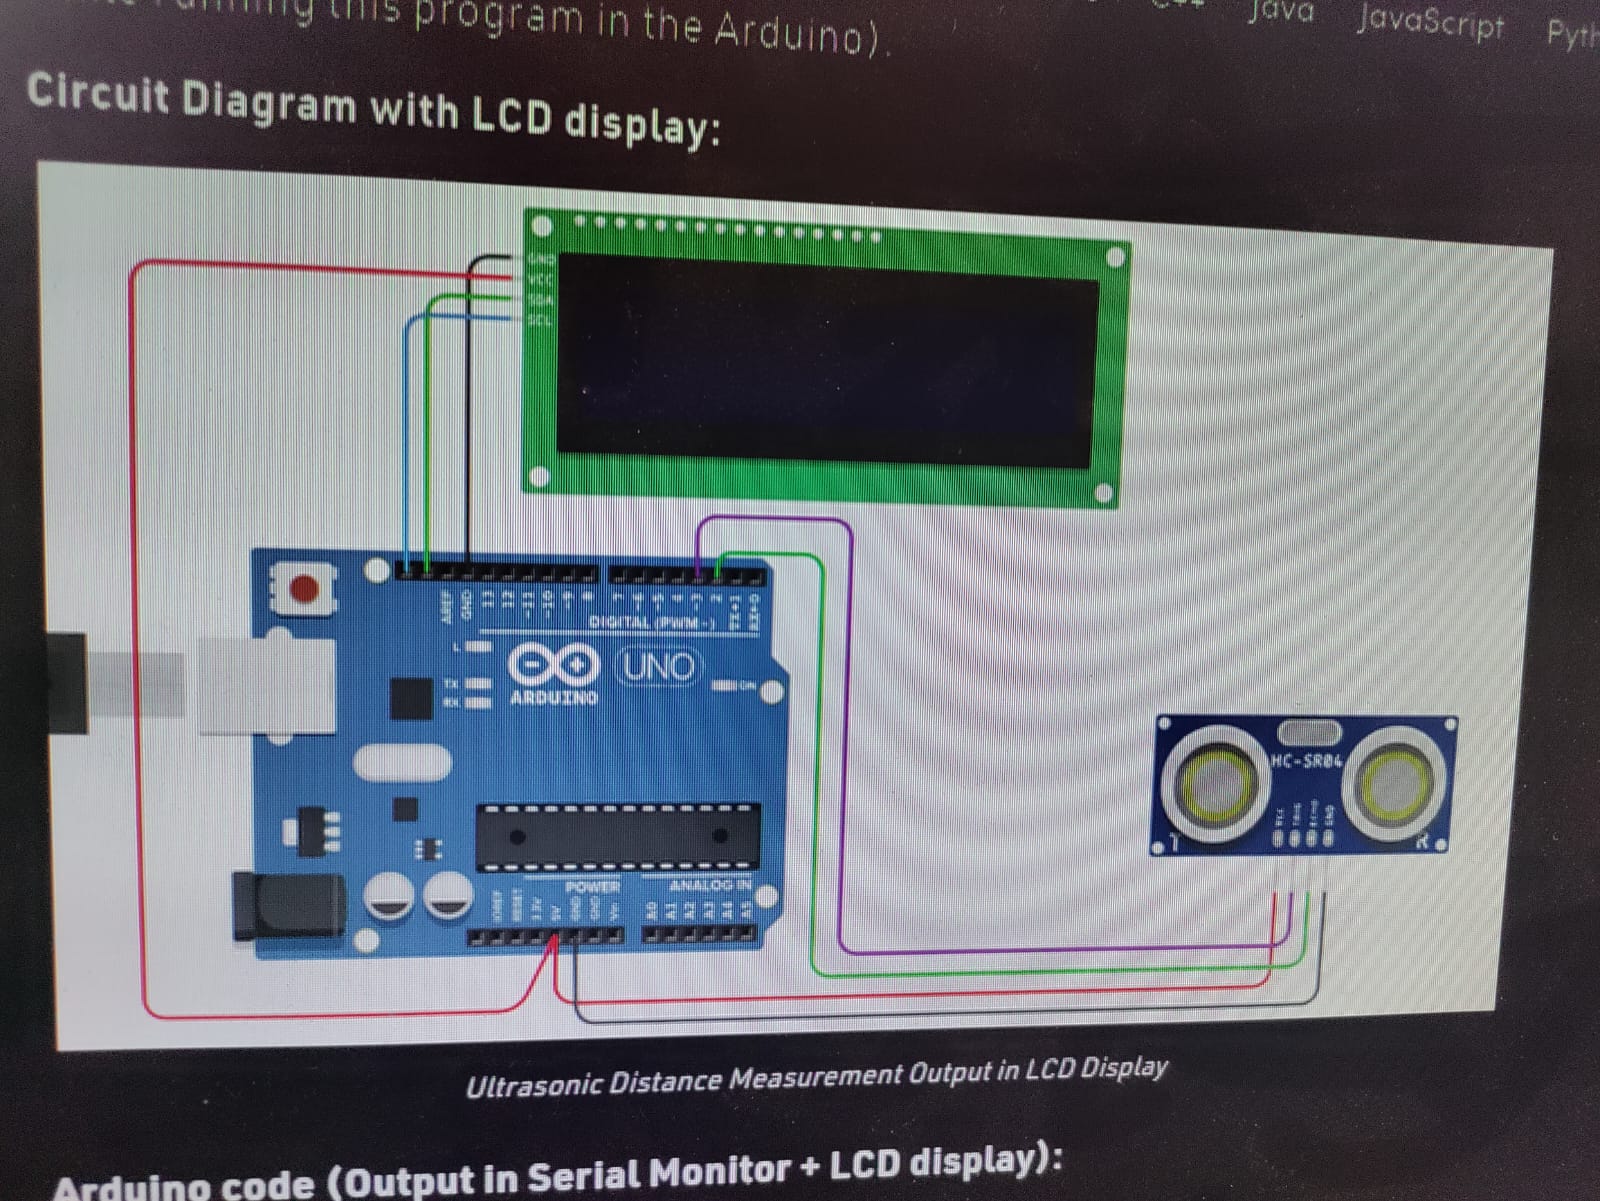 running this program in the Arduino).
Java JavaScript
Circuit Diagram with LCD display:
GND
VCC
SDA
SCL
AREF
GND
13
12
~11
~10
~9
8
7
~6
~5
4
~3
2
TX→1
RX←0
DIGITAL (PWM~)
L
TX
RX
ARDUINO
UNO
ON
HC-SR04
VCC
TRIG
ECHO
GND
T
R
POWER
ANALOG IN
IOREF
RESET
3.3V
5V
GND
GND
Vin
A0
A1
A2
A3
A4
A5
Ultrasonic Distance Measurement Output in LCD Display
Arduino code (Output in Serial Monitor + LCD display):